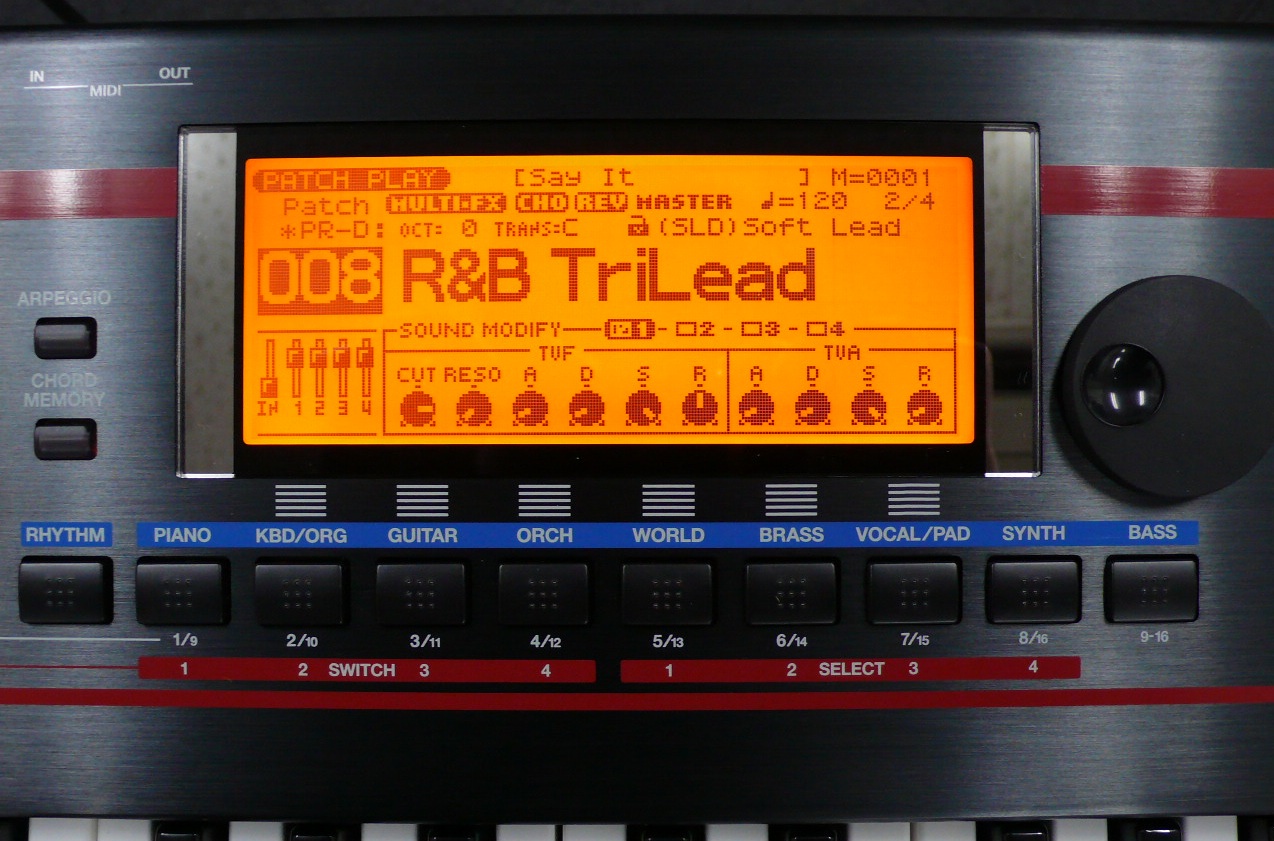 IN MIDI OUT
PATCH PLAY [Say It ] M=0001
Patch MULTI-FX CHO REV MASTER ♩=120 2/4
*PR-D: OCT: 0 TRANS:C (SLD)Soft Lead
008 R&B TriLead
SOUND MODIFY 1 - 2 - 3 - 4
TVF TVA
CUT RESO A D S R A D S R
IN 1 2 3 4
ARPEGGIO
CHORD
MEMORY
RHYTHM PIANO KBD/ORG GUITAR ORCH WORLD BRASS VOCAL/PAD SYNTH BASS
1/9 2/10 3/11 4/12 5/13 6/14 7/15 8/16 9-16
1 2 SWITCH 3 4 1 2 SELECT 3 4